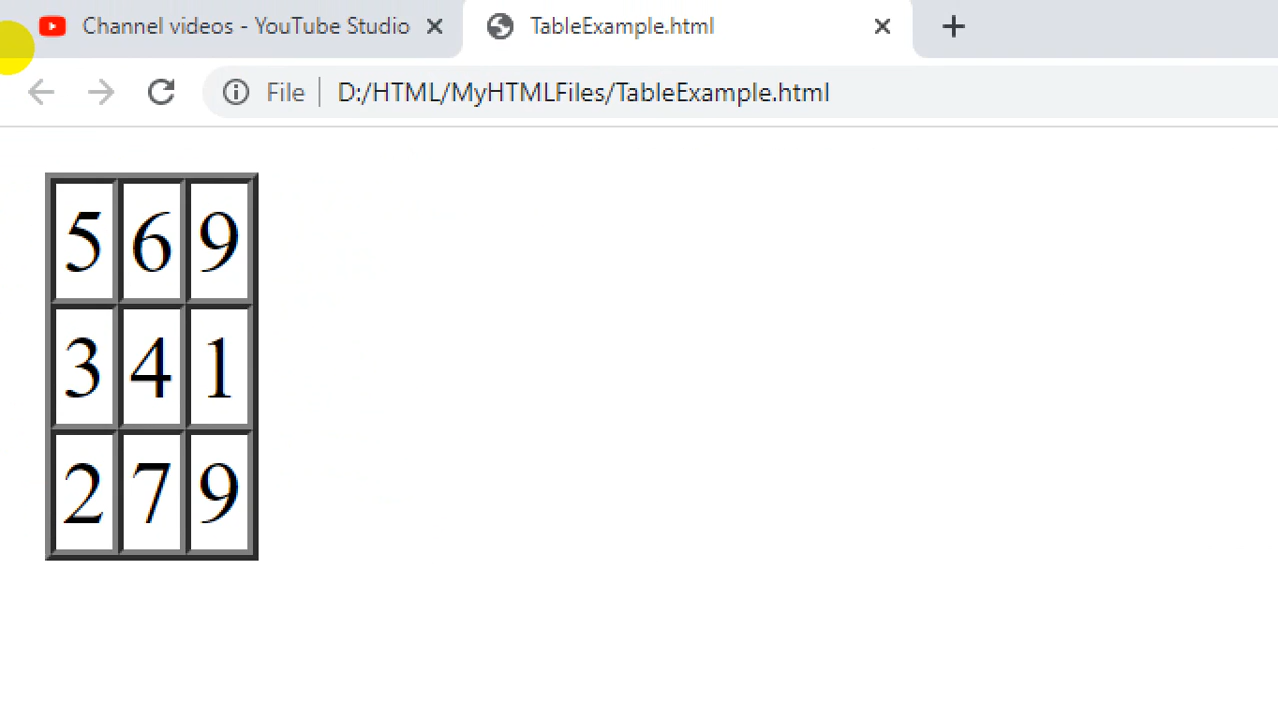 Channel videos - YouTube Studio TableExample.html
File D:/HTML/MyHTMLFiles/TableExample.html
5 6 9
3 4 1
2 7 9